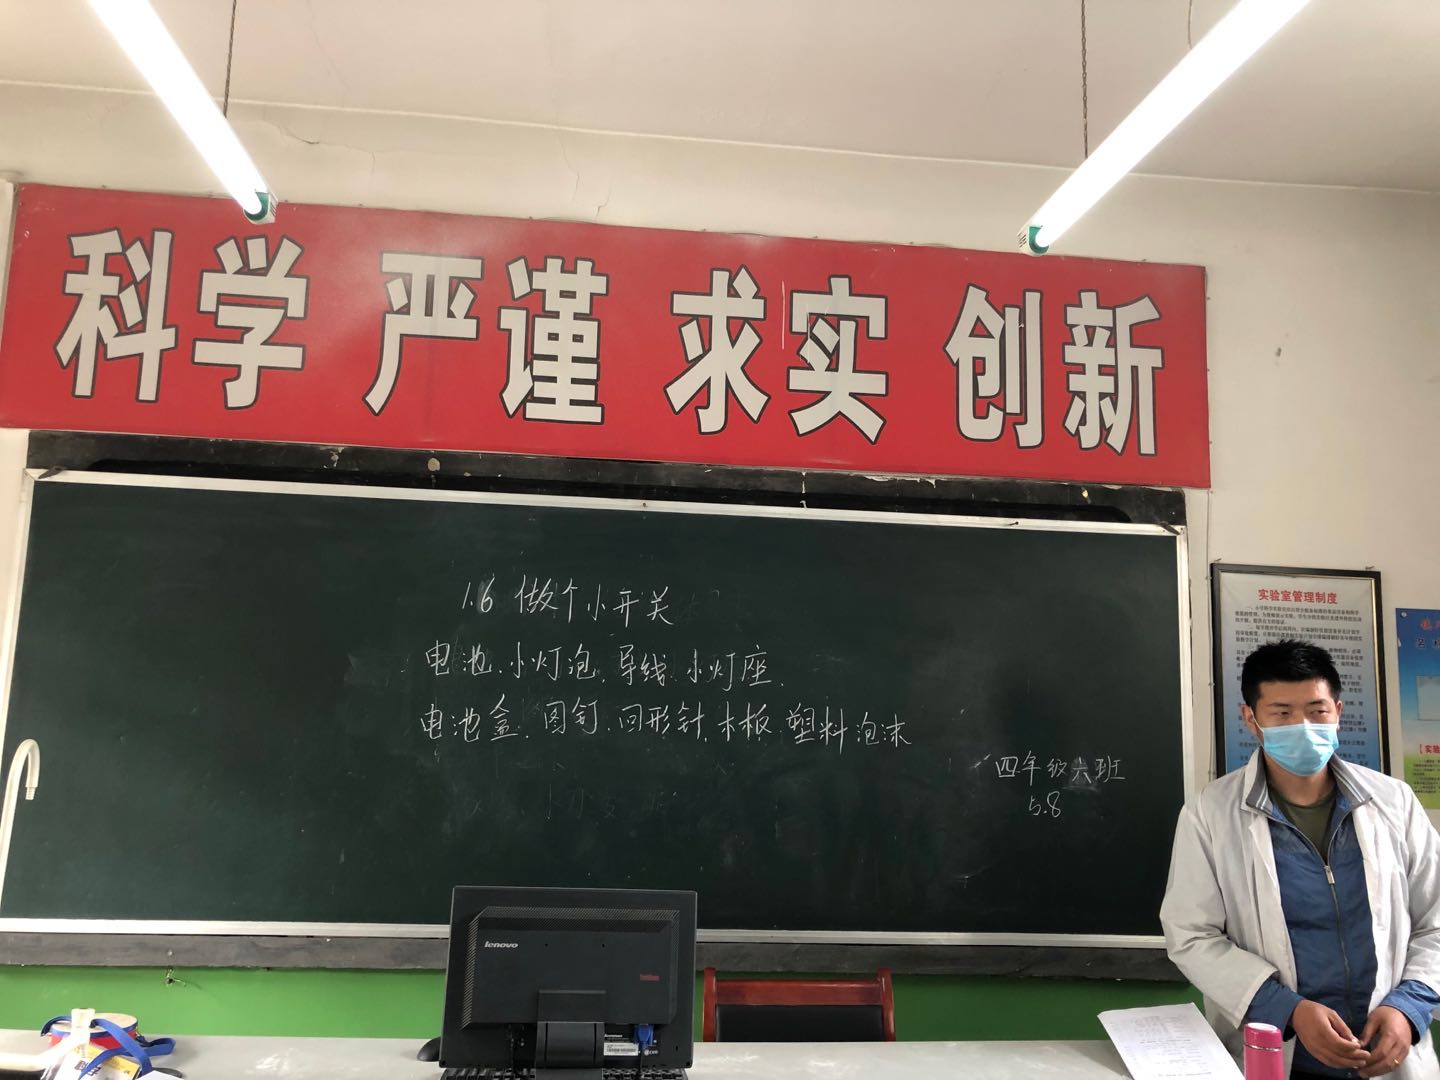 科学 严谨 求实 创新
1.6 做个小开关
电池、小灯泡、导线、小灯座、
电池盒、图钉、回形针、木板、塑料泡沫
四年级六班
5.8
实验室管理制度
lenovo